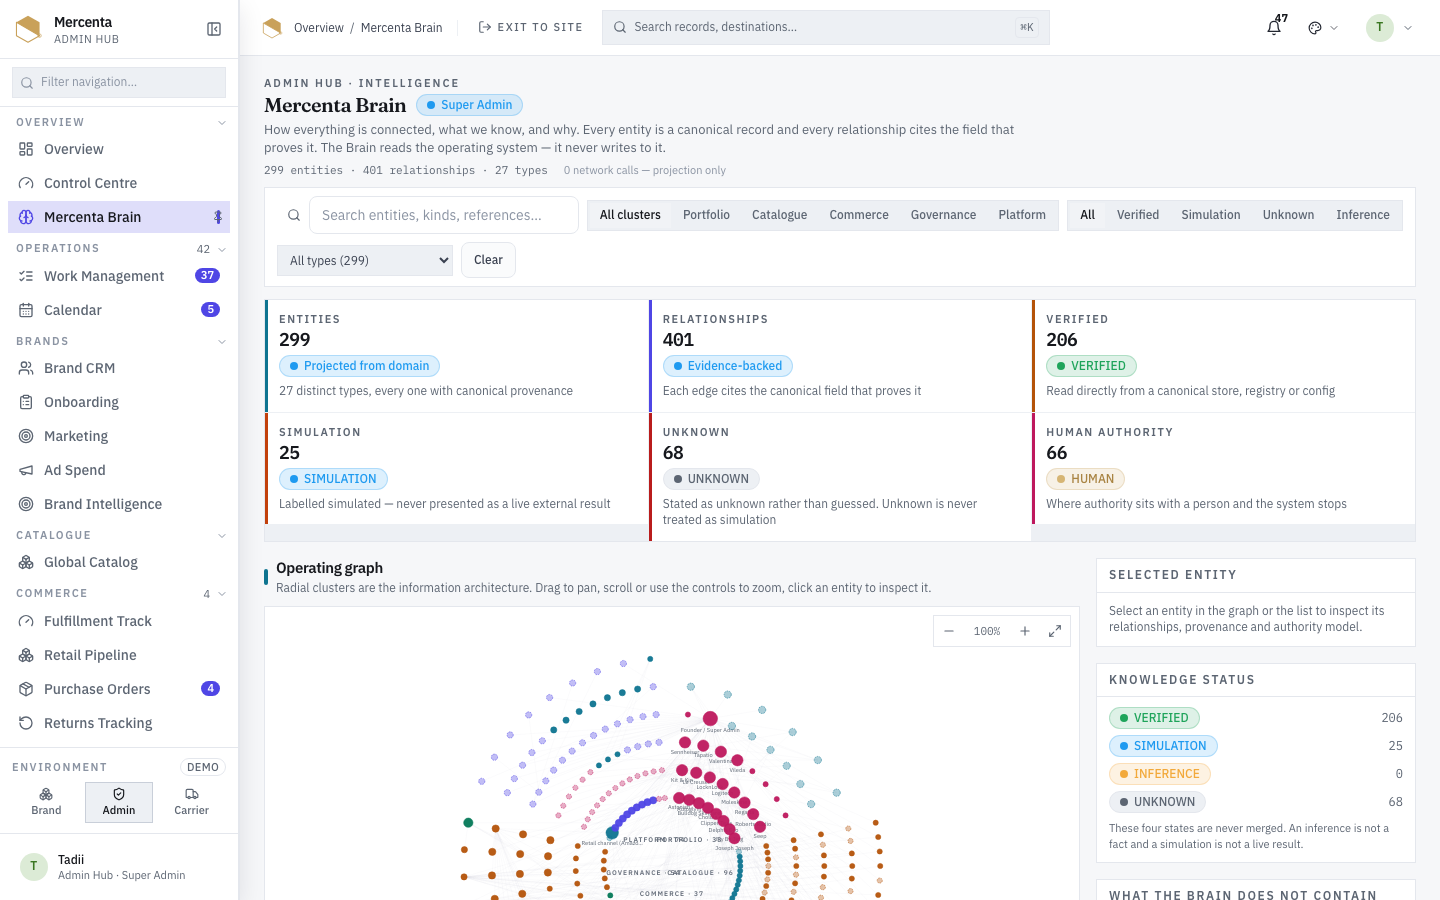 Mercenta
ADMIN HUB
Filter navigation...
OVERVIEW
Overview
Control Centre
Mercenta Brain
OPERATIONS 42
Work Management 37
Calendar 5
BRANDS
Brand CRM
Onboarding
Marketing
Ad Spend
Brand Intelligence
CATALOGUE
Global Catalog
COMMERCE 4
Fulfillment Track
Retail Pipeline
Purchase Orders 4
Returns Tracking
ENVIRONMENT DEMO
Brand Admin Carrier
T
Tadii
Admin Hub · Super Admin
Overview / Mercenta Brain
EXIT TO SITE
Search records, destinations... ⌘K
47
T
ADMIN HUB · INTELLIGENCE
Mercenta Brain Super Admin
How everything is connected, what we know, and why. Every entity is a canonical record and every relationship cites the field that
proves it. The Brain reads the operating system — it never writes to it.
299 entities · 401 relationships · 27 types 0 network calls — projection only
Search entities, kinds, references...
All clusters Portfolio Catalogue Commerce Governance Platform
All Verified Simulation Unknown Inference
All types (299) Clear
ENTITIES
299
Projected from domain
27 distinct types, every one with canonical provenance
RELATIONSHIPS
401
Evidence-backed
Each edge cites the canonical field that proves it
VERIFIED
206
VERIFIED
Read directly from a canonical store, registry or config
SIMULATION
25
SIMULATION
Labelled simulated — never presented as a live external result
UNKNOWN
68
UNKNOWN
Stated as unknown rather than guessed. Unknown is never
treated as simulation
HUMAN AUTHORITY
66
HUMAN
Where authority sits with a person and the system stops
Operating graph
Radial clusters are the information architecture. Drag to pan, scroll or use the controls to zoom, click an entity to inspect it.
100%
Founder / Super Admin
Sennheiser
Valentina
Joseph Joseph
COMMERCE · 37
SELECTED ENTITY
Select an entity in the graph or the list to inspect its
relationships, provenance and authority model.
KNOWLEDGE STATUS
VERIFIED 206
SIMULATION 25
INFERENCE 0
UNKNOWN 68
These four states are never merged. An inference is not a
fact and a simulation is not a live result.
WHAT THE BRAIN DOES NOT CONTAIN